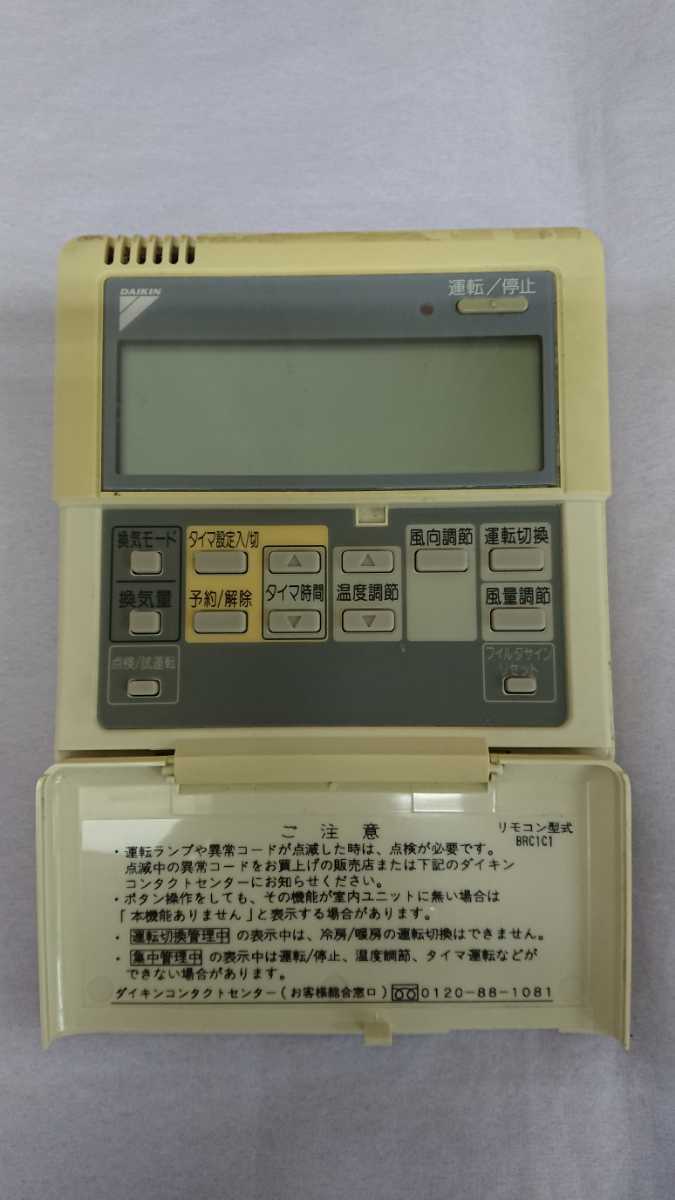 DAIKIN
運転/停止
換気モード
タイマ設定入/切
風向調節
運転切換
換気量
予約/解除
タイマ時間
温度調節
風量調節
点検/試運転
フィルタサイン
リセット
ご注意
リモコン型式
BRC1C1
・運転ランプや異常コードが点滅した時は、点検が必要です。
点滅中の異常コードをお買上げの販売店または下記のダイキン
コンタクトセンターにお知らせください。
・ボタン操作をしても、その機能が室内ユニットに無い場合は
「本機能ありません」と表示する場合があります。
・運転切換管理中 の表示中は、冷房/暖房の運転切換はできません。
・集中管理中 の表示中は運転/停止、温度調節、タイマ運転などが
できない場合があります。
ダイキンコンタクトセンター(お客様総合窓口) 0120-88-1081